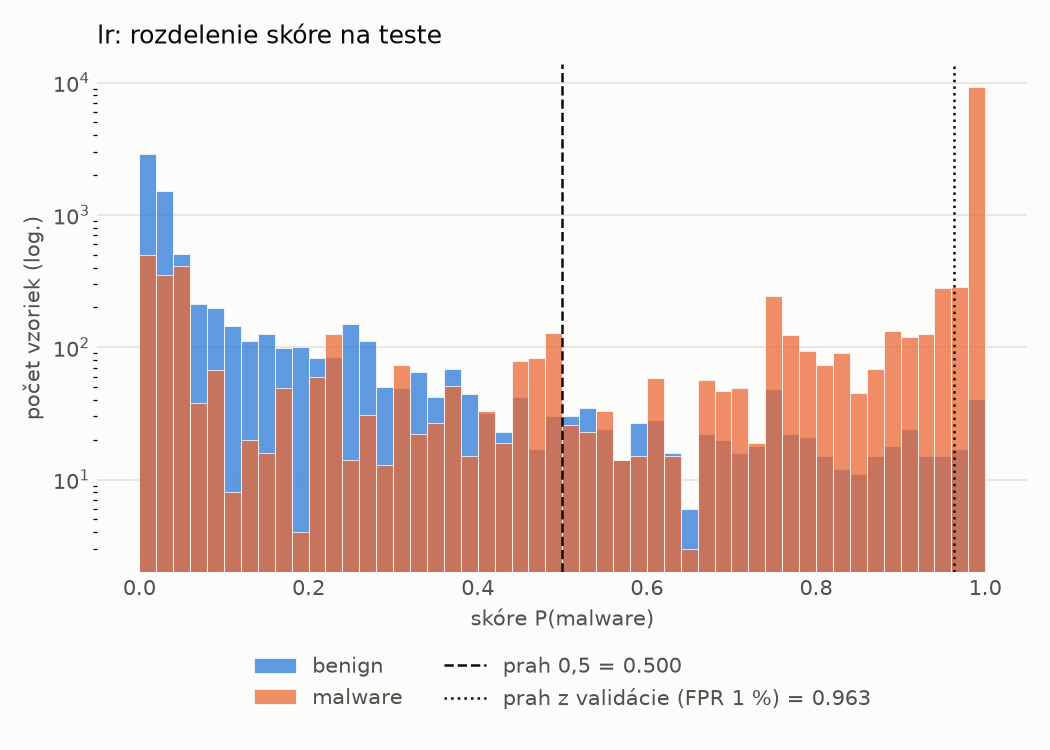 lr: rozdelenie skóre na teste
10⁴
10³
10²
10¹
počet vzoriek (log.)
0.0 0.2 0.4 0.6 0.8 1.0
skóre P(malware)
benign
malware
prah 0,5 = 0.500
prah z validácie (FPR 1 %) = 0.963